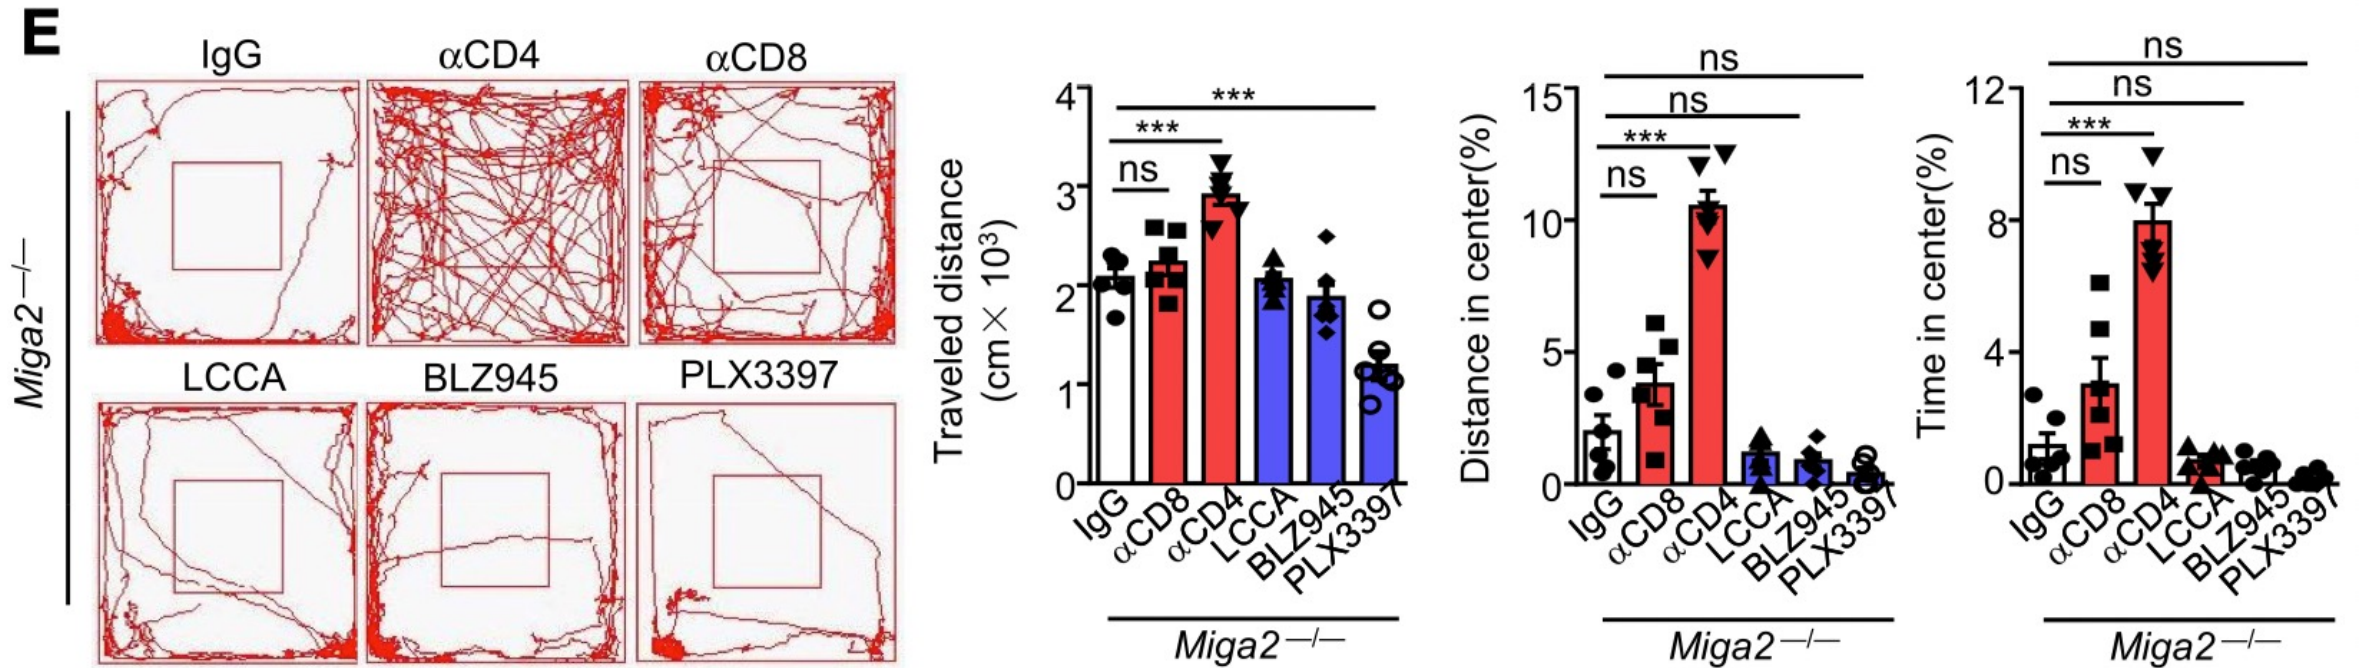 E
IgG
αCD4
αCD8
LCCA
BLZ945
PLX3397
Miga2—/—
Traveled distance
(cm × 10³)
4
3
2
1
0
ns
***
***
IgG
αCD8
αCD4
LCCA
BLZ945
PLX3397
Miga2—/—
Distance in center(%)
15
10
5
0
ns
ns
***
ns
IgG
αCD8
αCD4
LCCA
BLZ945
PLX3397
Miga2—/—
Time in center(%)
12
8
4
0
ns
ns
***
ns
IgG
αCD8
αCD4
LCCA
BLZ945
PLX3397
Miga2—/—